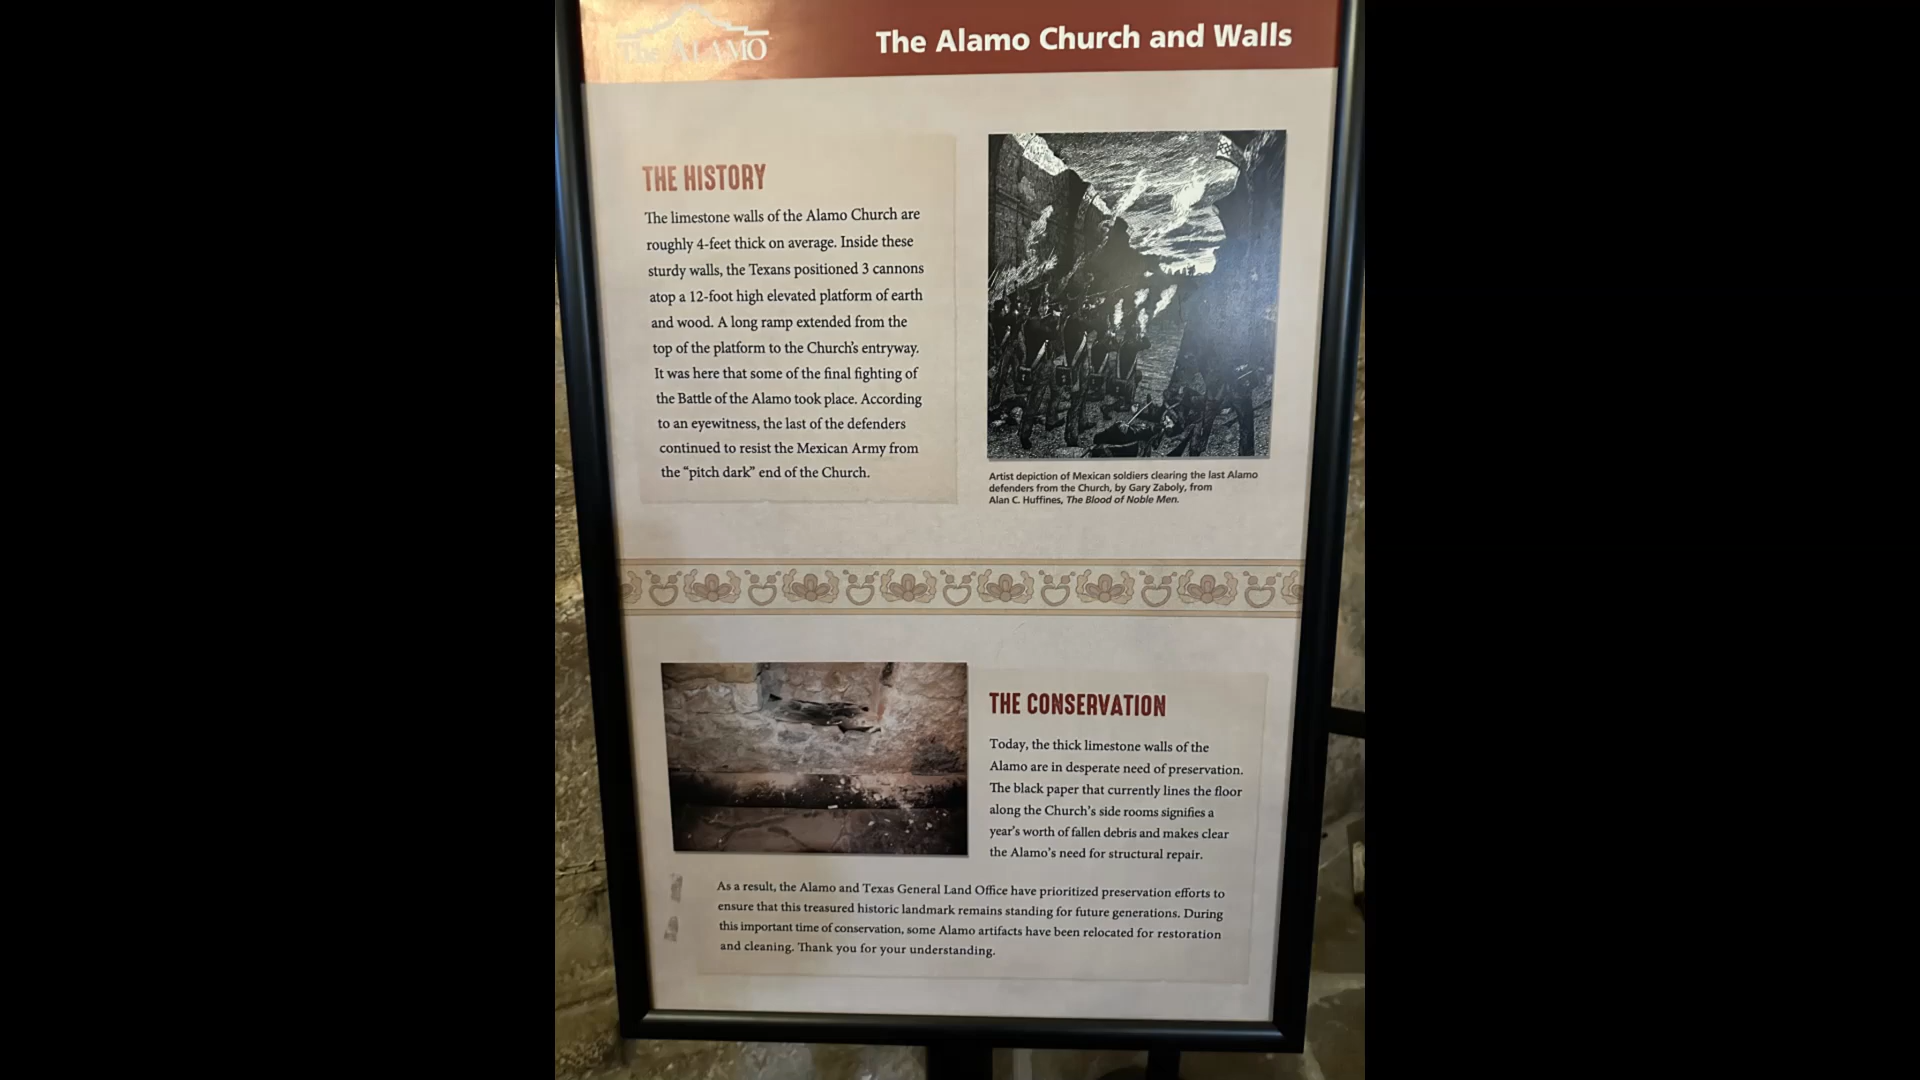 The ALAMO
The Alamo Church and Walls
THE HISTORY
The limestone walls of the Alamo Church are
roughly 4-feet thick on average. Inside these
sturdy walls, the Texans positioned 3 cannons
atop a 12-foot high elevated platform of earth
and wood. A long ramp extended from the
top of the platform to the Church's entryway.
It was here that some of the final fighting of
the Battle of the Alamo took place. According
to an eyewitness, the last of the defenders
continued to resist the Mexican Army from
the “pitch dark” end of the Church.
Artist depiction of Mexican soldiers clearing the last Alamo
defenders from the Church, by Gary Zaboly, from
Alan C. Huffines, The Blood of Noble Men.
THE CONSERVATION
Today, the thick limestone walls of the
Alamo are in desperate need of preservation.
The black paper that currently lines the floor
along the Church's side rooms signifies a
year's worth of fallen debris and makes clear
the Alamo's need for structural repair.
As a result, the Alamo and Texas General Land Office have prioritized preservation efforts to
ensure that this treasured historic landmark remains standing for future generations. During
this important time of conservation, some Alamo artifacts have been relocated for restoration
and cleaning. Thank you for your understanding.